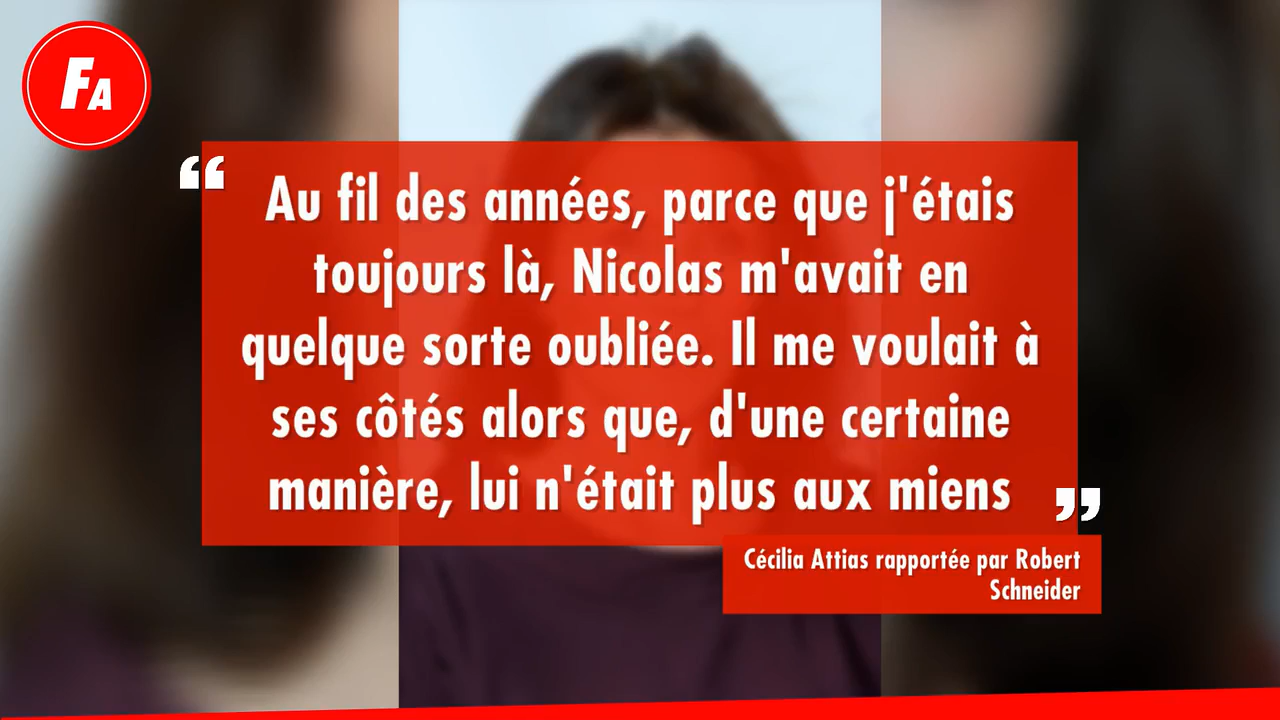 FA
“ Au fil des années, parce que j'étais
toujours là, Nicolas m'avait en
quelque sorte oubliée. Il me voulait à
ses côtés alors que, d'une certaine
manière, lui n'était plus aux miens ”
Cécilia Attias rapportée par Robert
Schneider